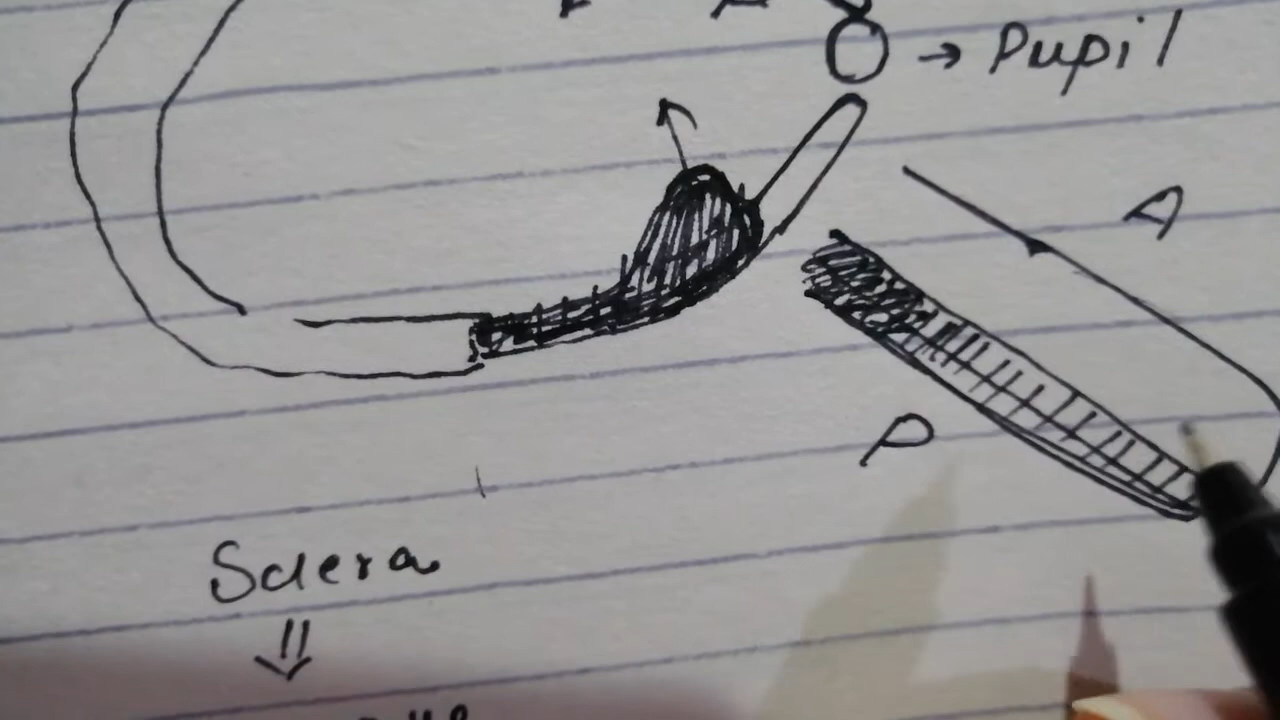 → Pupil
A
P
Sclera
⇓